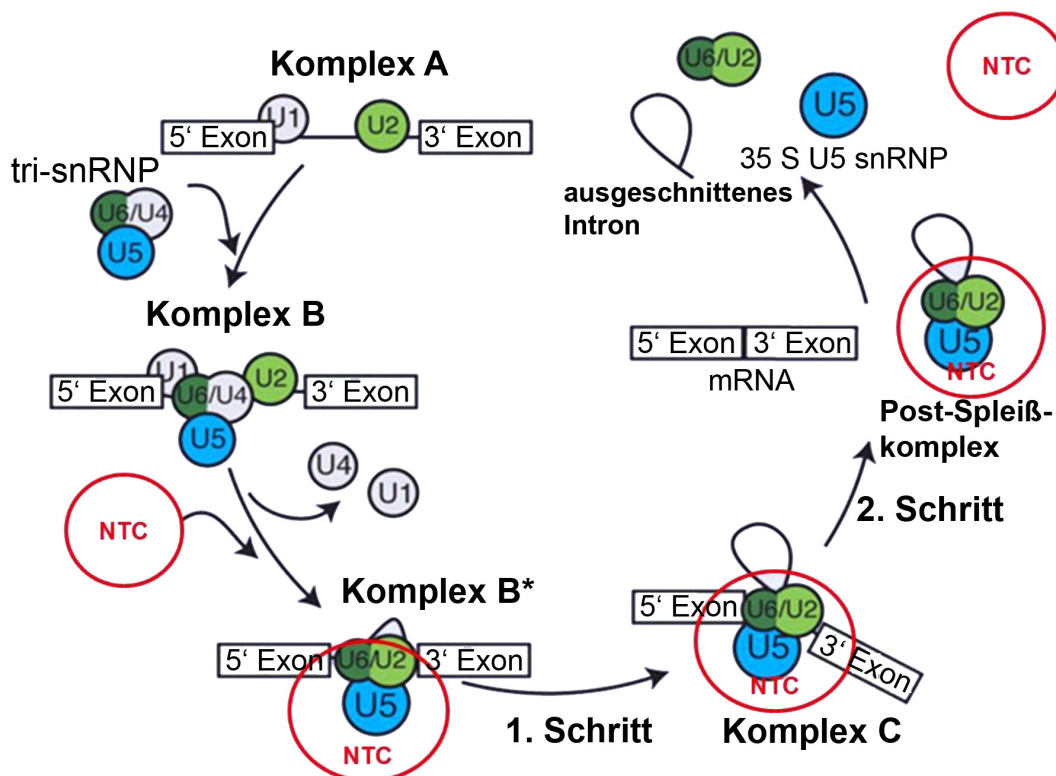 Komplex A
5‘ Exon
U1
U2
3‘ Exon
tri-snRNP
U6/U4
U5
Komplex B
5‘ Exon
U1
U6/U4
U2
3‘ Exon
U5
U4
U1
NTC
Komplex B*
5‘ Exon
U6/U2
3‘ Exon
U5
NTC
1. Schritt
5‘ Exon
U6/U2
U5
3‘ Exon
NTC
Komplex C
2. Schritt
U6/U2
U5
NTC
Post-Spleiß-
komplex
5‘ Exon
3‘ Exon
mRNA
U6/U2
U5
NTC
35 S U5 snRNP
ausgeschnittenes
Intron